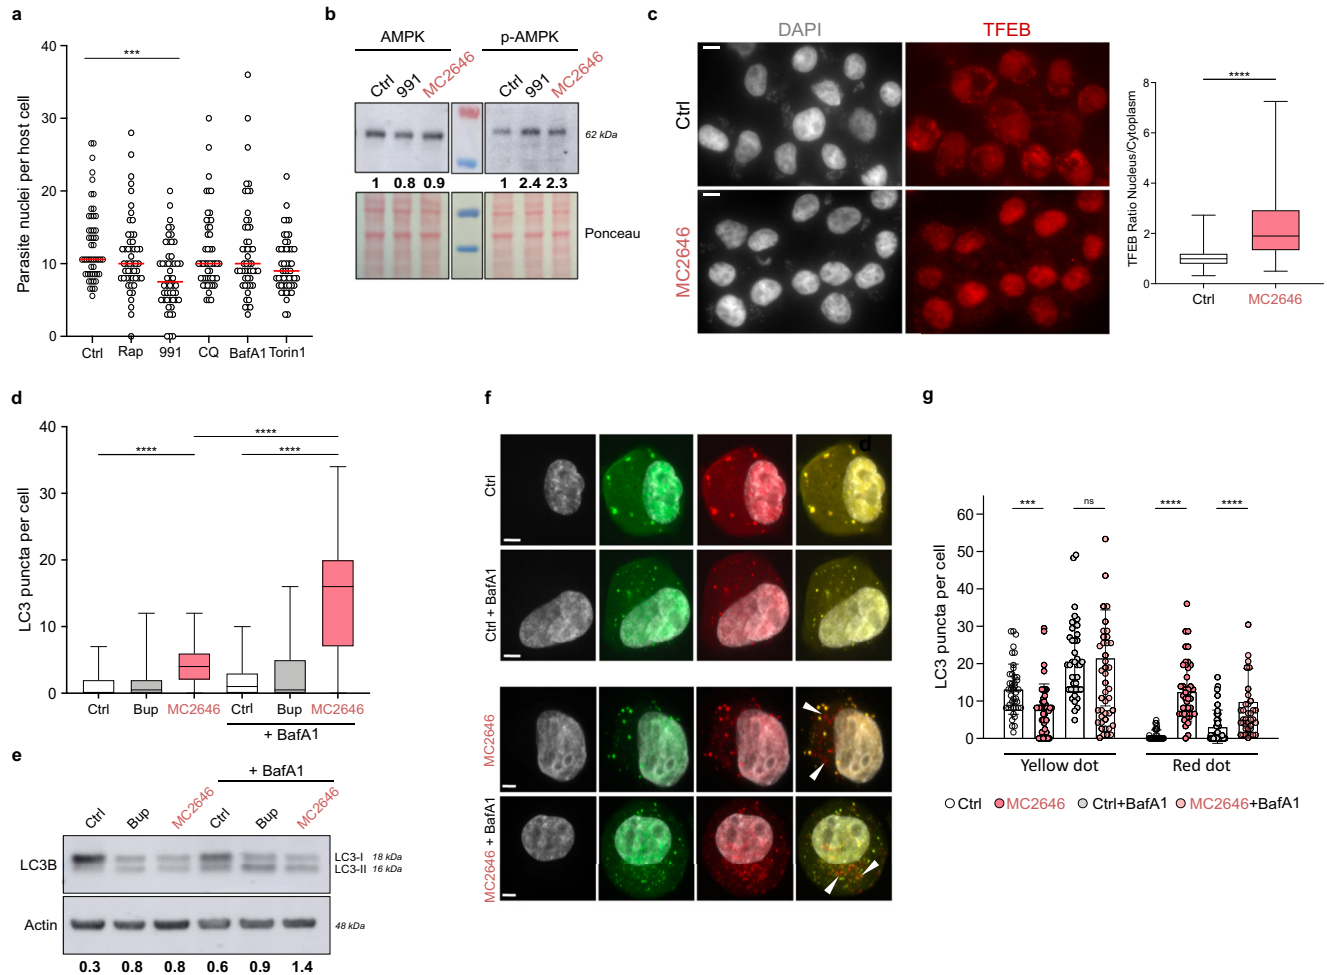 a
Parasite nuclei per host cell
40
30
20
10
0
***
Ctrl Rap 991 CQ BafA1 Torin1
b
AMPK p-AMPK
Ctrl 991 MC2646 Ctrl 991 MC2646
62 kDa
1 0.8 0.9 1 2.4 2.3
Ponceau
c
DAPI TFEB
Ctrl
MC2646
TFEB Ratio Nucleus/Cytoplasm
8
6
4
2
0
****
Ctrl MC2646
d
LC3 puncta per cell
40
30
20
10
0
****
**** ****
Ctrl Bup MC2646 Ctrl Bup MC2646
+ BafA1
e
+ BafA1
Ctrl Bup MC2646 Ctrl Bup MC2646
LC3B
LC3-I 18 kDa
LC3-II 16 kDa
Actin
48 kDa
0.3 0.8 0.8 0.6 0.9 1.4
f
d
Ctrl
Ctrl + BafA1
MC2646
MC2646 + BafA1
g
LC3 puncta per cell
60
50
40
30
20
10
0
*** ns **** ****
Yellow dot Red dot
Ctrl MC2646 Ctrl+BafA1 MC2646+BafA1